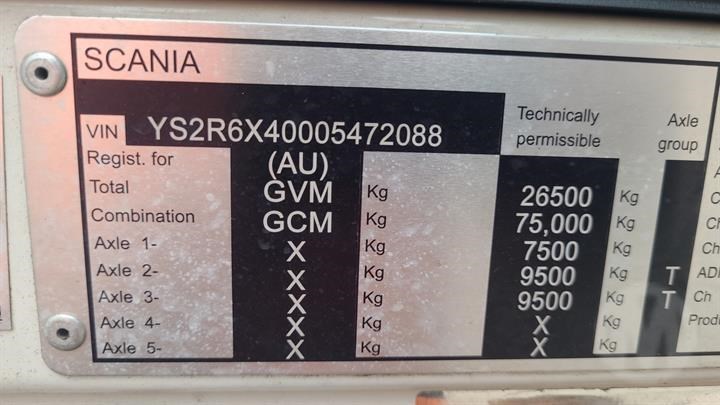 SCANIA
VIN YS2R6X40005472088 Technically permissible Axle group
Regist. for (AU)
Total GVM Kg 26500 Kg
Combination GCM Kg 75,000 Kg
Axle 1- X Kg 7500 Kg
Axle 2- X Kg 9500 Kg T
Axle 3- X Kg 9500 Kg T
Axle 4- X Kg X Kg
Axle 5- X Kg X Kg